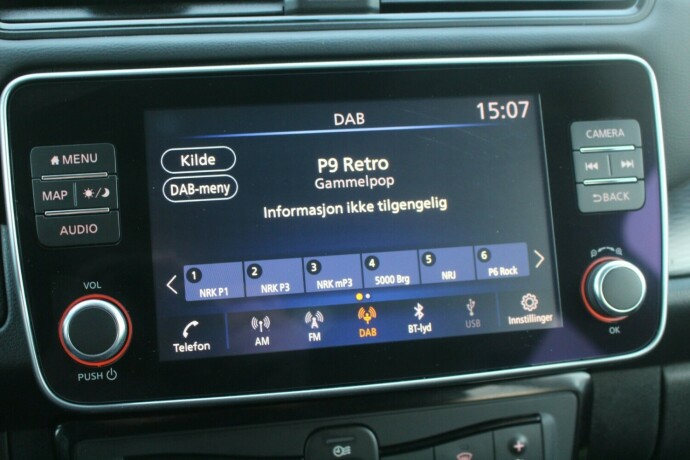 DAB 15:07
MENU
MAP
AUDIO
VOL
PUSH
Kilde
DAB-meny
P9 Retro
Gammelpop
Informasjon ikke tilgengelig
1 NRK P1
2 NRK P3
3 NRK mP3
4 5000 Brg
5 NRJ
6 P6 Rock
Telefon
AM
FM
DAB
BT-lyd
USB
Innstillinger
CAMERA
BACK
OK